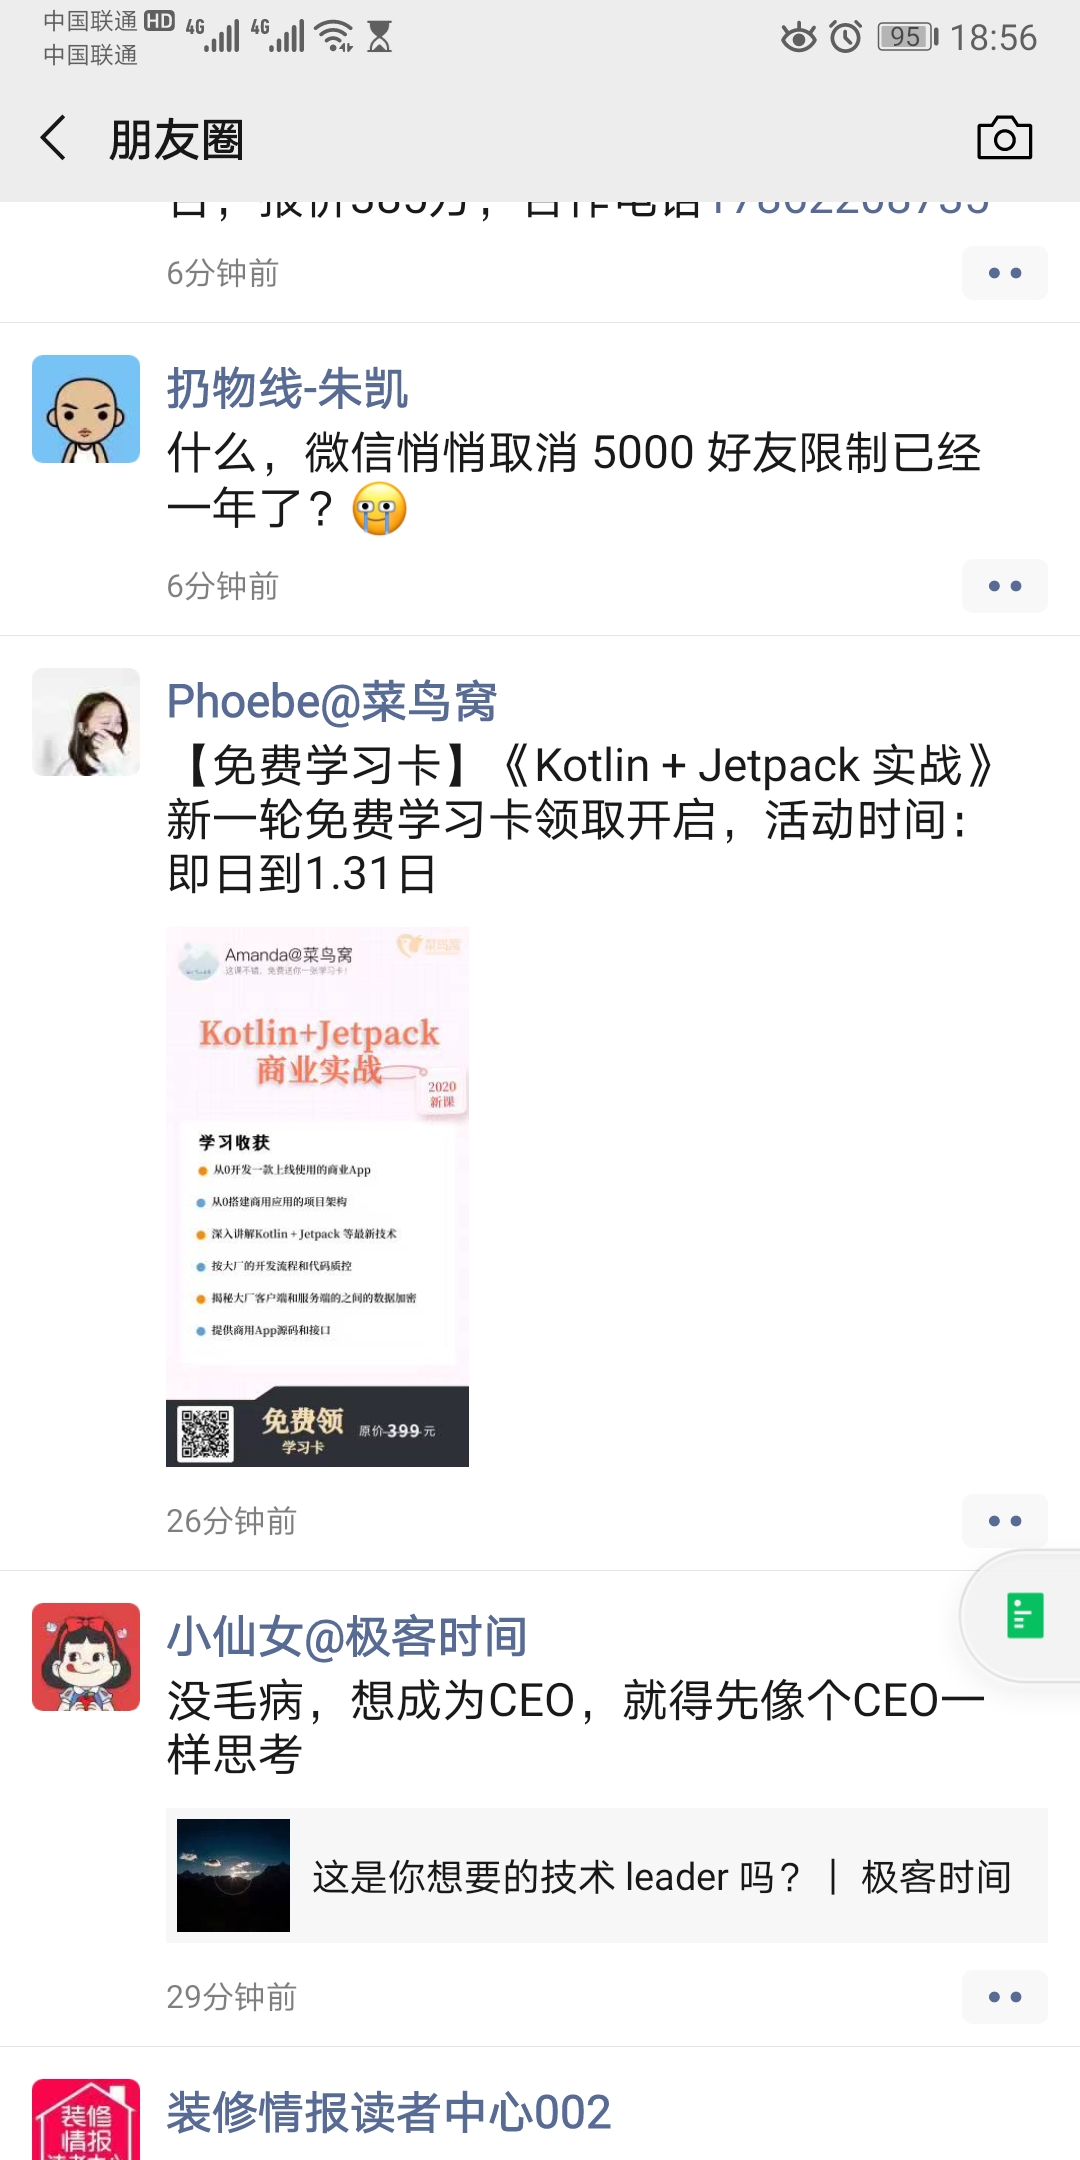 中国联通 HD 4G 4G 95 18:56
中国联通
朋友圈
6分钟前
扔物线-朱凯
什么，微信悄悄取消 5000 好友限制已经
一年了？
6分钟前
Phoebe@菜鸟窝
【免费学习卡】《Kotlin + Jetpack 实战》
新一轮免费学习卡领取开启，活动时间：
即日到1.31日
Amanda@菜鸟窝
菜鸟窝
这课不错，免费送你一张学习卡！
Kotlin+Jetpack
商业实战
2020
新课
学习收获
从0开发一款上线使用的商业App
从0搭建商用应用的项目架构
深入讲解Kotlin + Jetpack 等最新技术
按大厂的开发流程和代码质控
揭秘大厂客户端和服务端的之间的数据加密
提供商用App源码和接口
免费领 原价 399 元
学习卡
26分钟前
小仙女@极客时间
没毛病，想成为CEO，就得先像个CEO一
样思考
这是你想要的技术 leader 吗？ | 极客时间
29分钟前
装修情报读者中心002
装修
情报